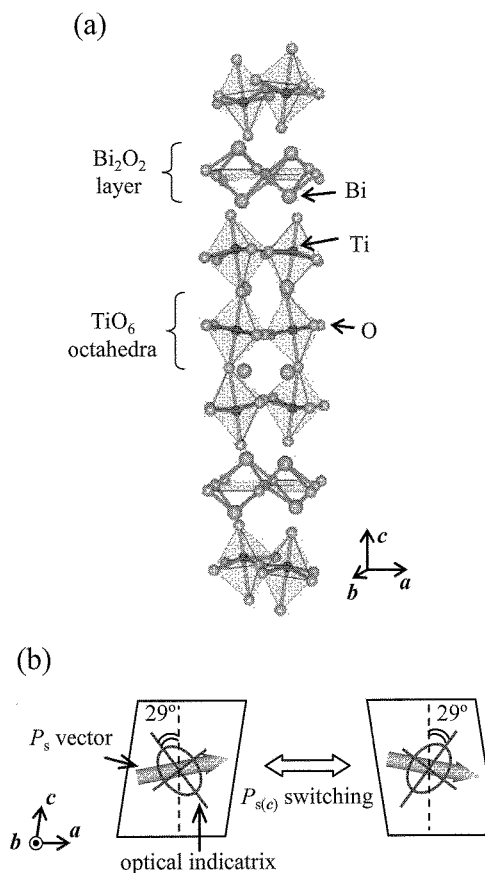 (a)
Bi2O2
layer
Bi
Ti
TiO6
octahedra
O
c
b
a
(b)
29°
29°
Ps vector
Ps(c) switching
c
b
a
optical indicatrix